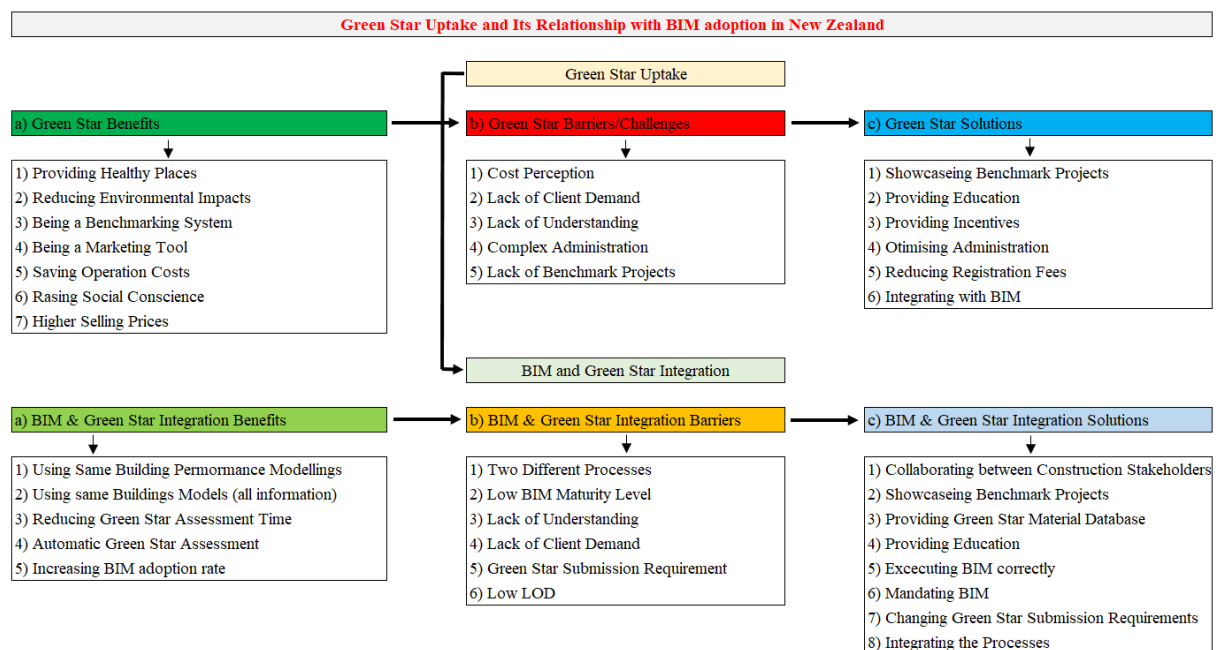 Green Star Uptake and Its Relationship with BIM adoption in New Zealand
Green Star Uptake
a) Green Star Benefits
1) Providing Healthy Places
2) Reducing Environmental Impacts
3) Being a Benchmarking System
4) Being a Marketing Tool
5) Saving Operation Costs
6) Rasing Social Conscience
7) Higher Selling Prices
b) Green Star Barriers/Challenges
1) Cost Perception
2) Lack of Client Demand
3) Lack of Understanding
4) Complex Administration
5) Lack of Benchmark Projects
c) Green Star Solutions
1) Showcaseing Benchmark Projects
2) Providing Education
3) Providing Incentives
4) Otimising Administration
5) Reducing Registration Fees
6) Integrating with BIM
BIM and Green Star Integration
a) BIM & Green Star Integration Benefits
1) Using Same Building Permormance Modellings
2) Using same Buildings Models (all information)
3) Reducing Green Star Assessment Time
4) Automatic Green Star Assessment
5) Increasing BIM adoption rate
b) BIM & Green Star Integration Barriers
1) Two Different Processes
2) Low BIM Maturity Level
3) Lack of Understanding
4) Lack of Client Demand
5) Green Star Submission Requirement
6) Low LOD
c) BIM & Green Star Integration Solutions
1) Collaborating between Construction Stakeholders
2) Showcaseing Benchmark Projects
3) Providing Green Star Material Database
4) Providing Education
5) Excecuting BIM correctly
6) Mandating BIM
7) Changing Green Star Submission Requirements
8) Integrating the Processes